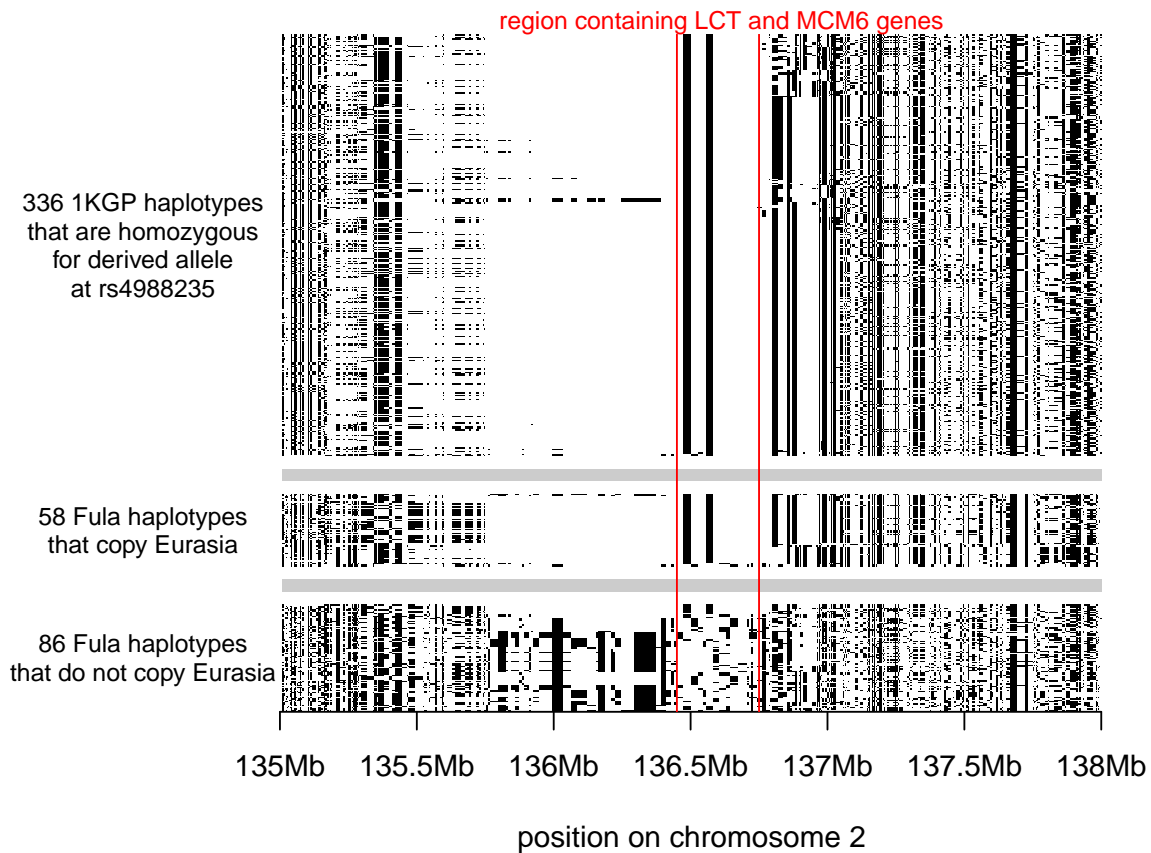 region containing LCT and MCM6 genes
336 1KGP haplotypes
that are homozygous
for derived allele
at rs4988235
58 Fula haplotypes
that copy Eurasia
86 Fula haplotypes
that do not copy Eurasia
135Mb 135.5Mb 136Mb 136.5Mb 137Mb 137.5Mb 138Mb
position on chromosome 2